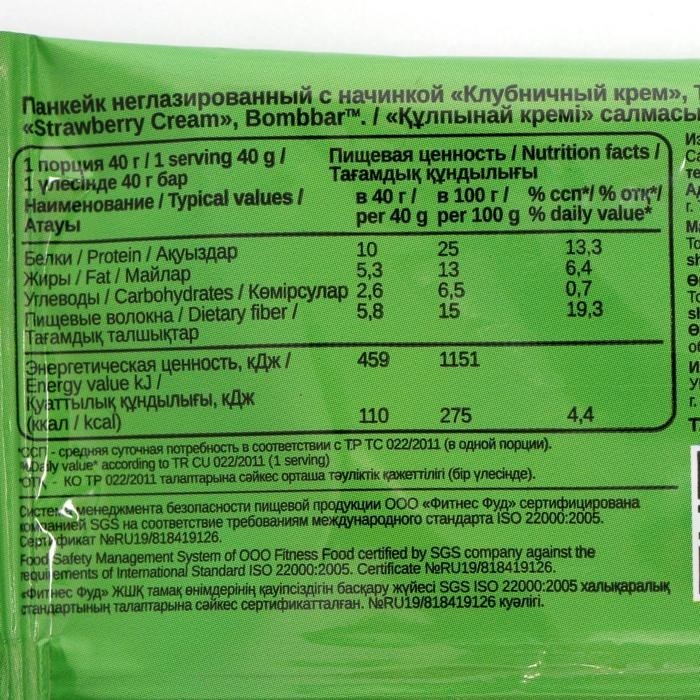 Панкейк неглазированный с начинкой «Клубничный крем»,
«Strawberry Cream», Bombbar™. / «Құлпынай кремі» салмасы
1 порция 40 г / 1 serving 40 g /
1 үлесінде 40 г бар
Наименование / Typical values /
Атауы
Пищевая ценность / Nutrition facts /
Тағамдық құндылығы
в 40 г / в 100 г / % ссп*/ % отқ*/
per 40 g per 100 g % daily value*
Белки / Protein / Ақуыздар 10 25 13,3
Жиры / Fat / Майлар 5,3 13 6,4
Углеводы / Carbohydrates / Көмірсулар 2,6 6,5 0,7
Пищевые волокна / Dietary fiber / 5,8 15 19,3
Тағамдық талшықтар
Энергетическая ценность, кДж / 459 1151
Energy value kJ /
Қуаттылық құндылығы, кДж
(ккал / kcal) 110 275 4,4
*ССП - средняя суточная потребность в соответствии с ТР ТС 022/2011 (в одной порции).
*Daily value* according to TR CU 022/2011 (1 serving)
*ОТҚ - КО ТР 022/2011 талаптарына сәйкес орташа тәуліктік қажеттілігі (бір үлесінде).
Система менеджмента безопасности пищевой продукции ООО «Фитнес Фуд» сертифицирована
компанией SGS на соответствие требованиям международного стандарта ISO 22000:2005.
Сертификат №RU19/818419126.
Food Safety Management System of OOO Fitness Food certified by SGS company against the
requirements of International Standard ISO 22000:2005. Certificate №RU19/818419126.
«Фитнес Фуд» ЖШҚ тамақ өнімдерінің қауіпсіздігін басқару жүйесі SGS ISO 22000:2005 халықаралық
стандартының талаптарына сәйкес сертификатталған. №RU19/818419126 куәлігі.